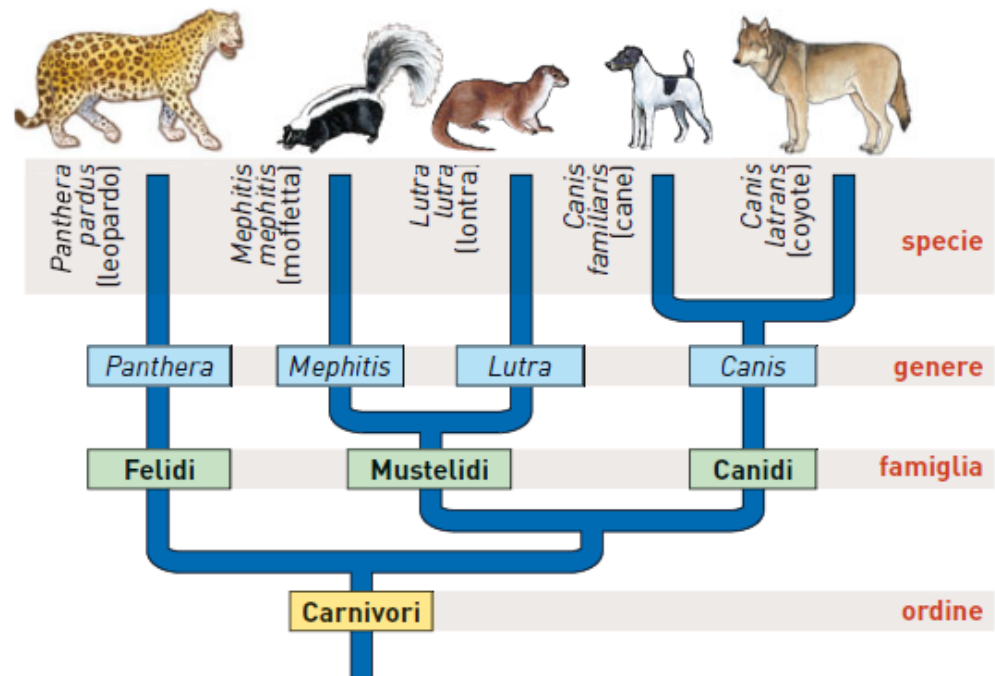 Panthera
pardus
(leopardo)
Mephitis
mephitis
(moffetta)
Lutra
lutra
(lontra)
Canis
familiaris
(cane)
Canis
latrans
(coyote)
specie
Panthera
Mephitis
Lutra
Canis
genere
Felidi
Mustelidi
Canidi
famiglia
Carnivori
ordine